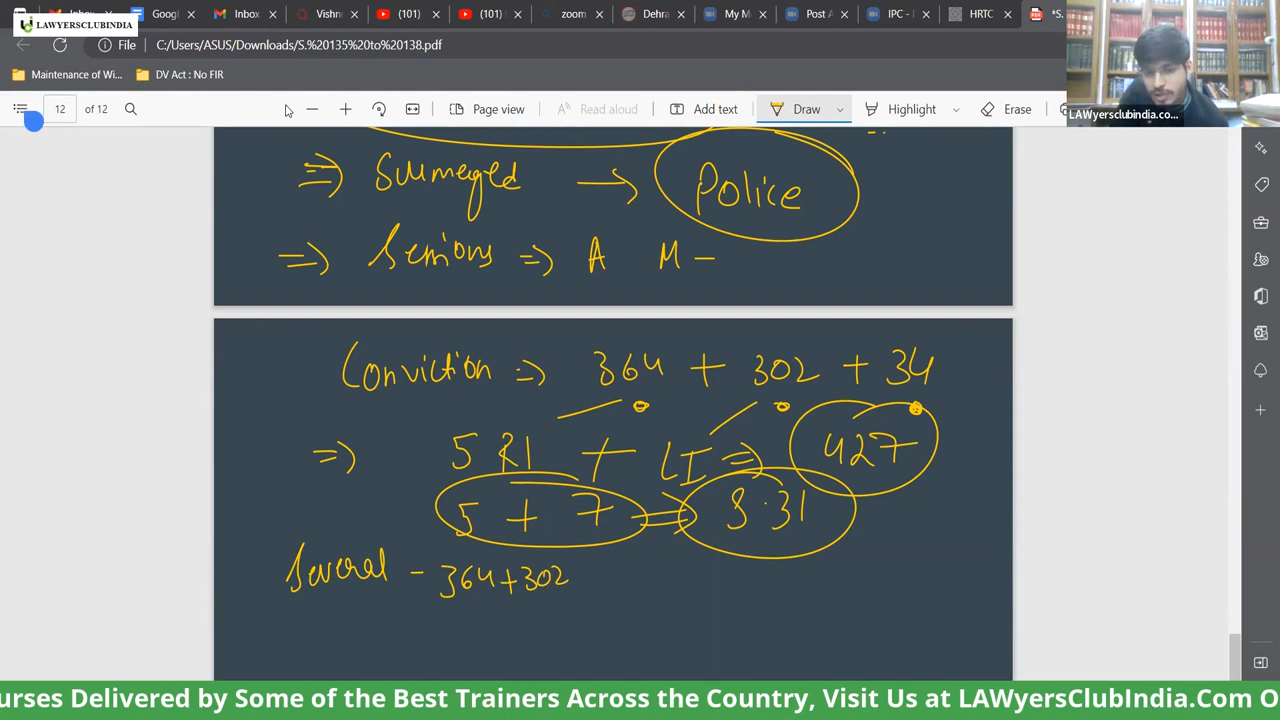 LAWYERSCLUBINDIA
Googl
Inbox
Vishn
(101)
(101)
Dehra
Meetin
Post A
IPC -
HRTC
*S.
File C:/Users/ASUS/Downloads/S.%20135%20to%20138.pdf
Maintenance of Wi... DV Act : No FIR
12 of 12 Page view Read aloud Add text Draw Highlight Erase
LAWyersclubindia.co...
=> Submerged → Police
=> Sessions => A M -
Conviction => 364 + 302 + 34
=> 5 RI + LI => 427
5 + 7 = S.31
Several - 364+302
urses Delivered by Some of the Best Trainers Across the Country, Visit Us at LAWyersClubIndia.Com O